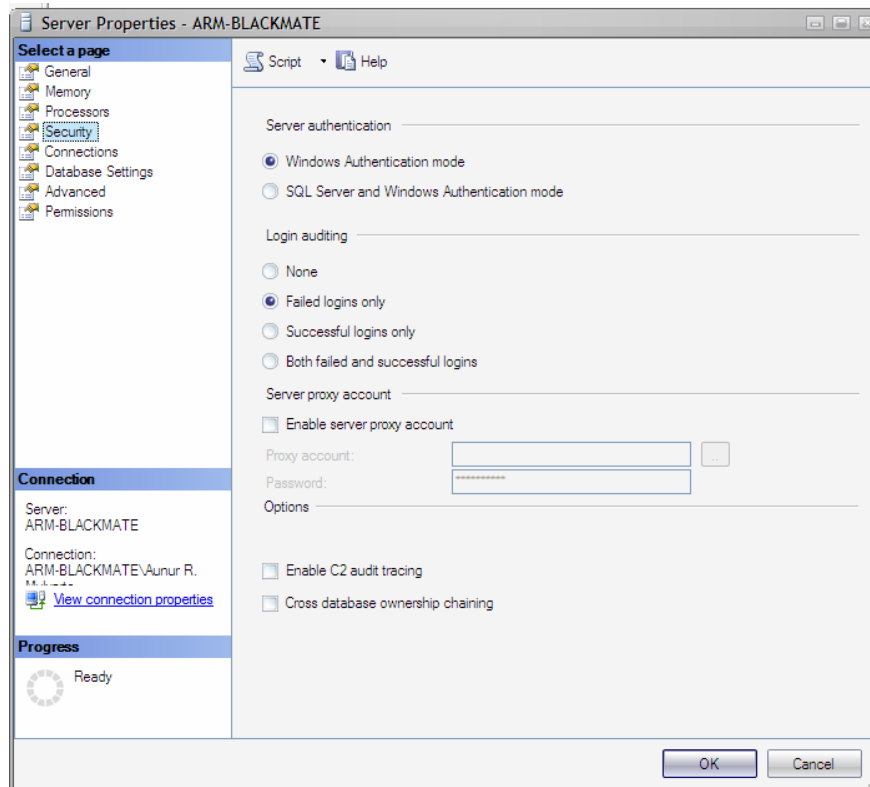 Server Properties - ARM-BLACKMATE
Select a page
General
Memory
Processors
Security
Connections
Database Settings
Advanced
Permissions
Script
Help
Server authentication
Windows Authentication mode
SQL Server and Windows Authentication mode
Login auditing
None
Failed logins only
Successful logins only
Both failed and successful logins
Server proxy account
Enable server proxy account
Proxy account:
...
Password:
**********
Options
Enable C2 audit tracing
Cross database ownership chaining
Connection
Server:
ARM-BLACKMATE
Connection:
ARM-BLACKMATE\Aunur R.
View connection properties
Progress
Ready
OK
Cancel